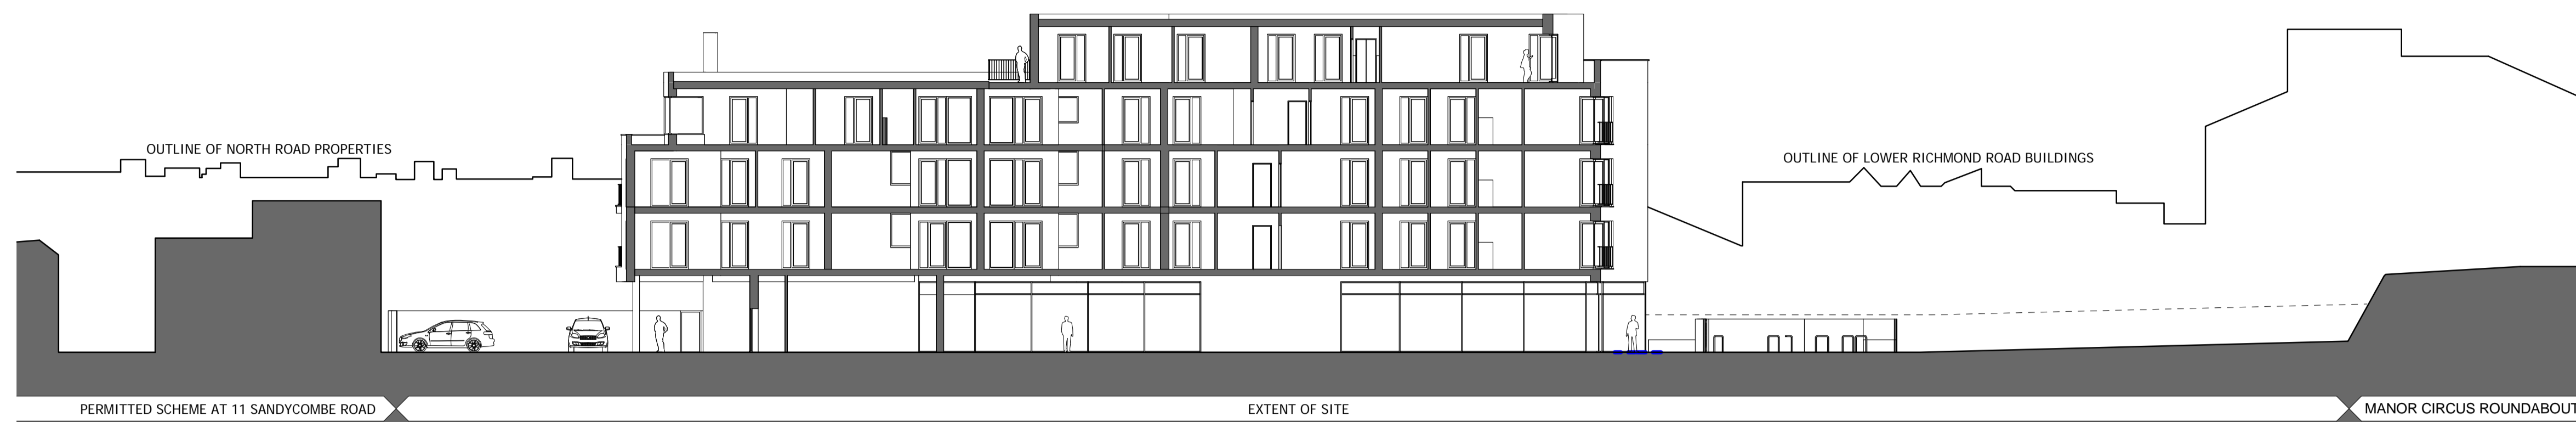 OUTLINE OF NORTH ROAD PROPERTIES
OUTLINE OF LOWER RICHMOND ROAD BUILDINGS
PERMITTED SCHEME AT 11 SANDYCOMBE ROAD
EXTENT OF SITE
MANOR CIRCUS ROUNDABOUT